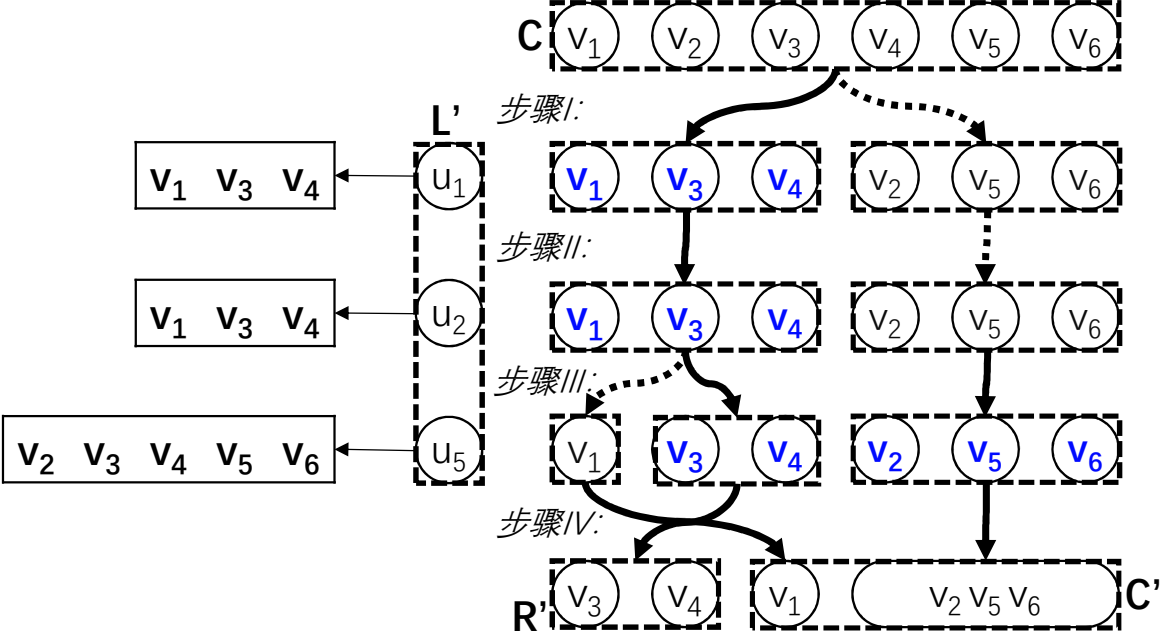 C v1 v2 v3 v4 v5 v6
步骤I:
L’
v1 v3 v4 u1 v1 v3 v4 v2 v5 v6
步骤II:
v1 v3 v4 u2 v1 v3 v4 v2 v5 v6
步骤III:
v2 v3 v4 v5 v6 u5 v1 v3 v4 v2 v5 v6
步骤IV:
R’ v3 v4 v1 v2 v5 v6 C’